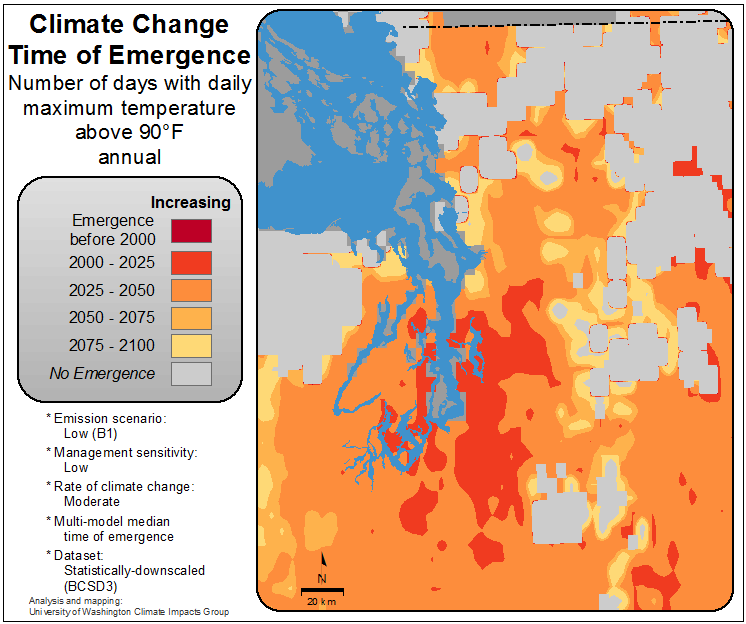 Climate Change
Time of Emergence
Number of days with daily
maximum temperature
above 90°F
annual
Increasing
Emergence
before 2000
2000 - 2025
2025 - 2050
2050 - 2075
2075 - 2100
No Emergence
* Emission scenario:
Low (B1)
* Management sensitivity:
Low
* Rate of climate change:
Moderate
* Multi-model median
time of emergence
* Dataset:
Statistically-downscaled
(BCSD3)
Analysis and mapping:
University of Washington Climate Impacts Group
N
20 km